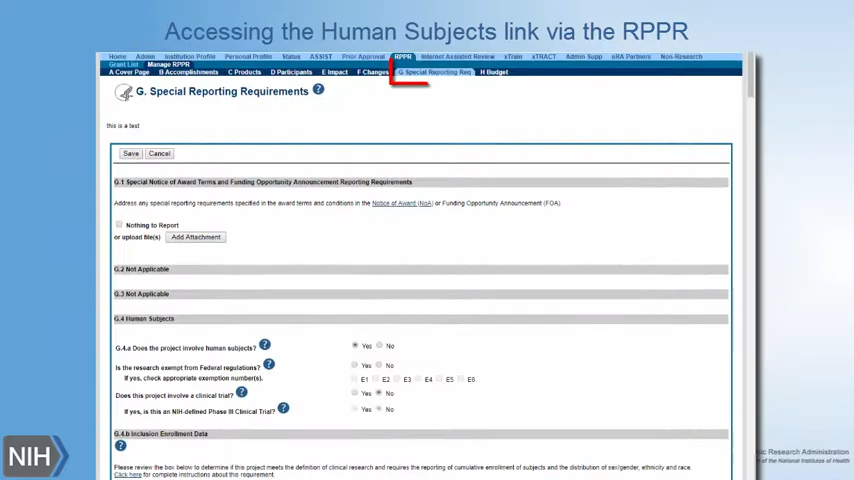 Accessing the Human Subjects link via the RPPR
Home Admin Institution Profile Personal Profile Status ASSIST Prior Approval RPPR Internet Assisted Review xTrain xTRACT Admin Supp eRA Partners Non-Research
Grant List Manage RPPR
A Cover Page B Accomplishments C Products D Participants E Impact F Changes G Special Reporting Req H Budget
G. Special Reporting Requirements ?
this is a test
Save Cancel
G.1 Special Notice of Award Terms and Funding Opportunity Announcement Reporting Requirements
Address any special reporting requirements specified in the award terms and conditions in the Notice of Award (NoA) or Funding Opportunity Announcement (FOA).
Nothing to Report
or upload file(s) Add Attachment
G.2 Not Applicable
G.3 Not Applicable
G.4 Human Subjects
G.4.a Does the project involve human subjects? ? Yes No
Is the research exempt from Federal regulations? ? Yes No
If yes, check appropriate exemption number(s). E1 E2 E3 E4 E5 E6
Does this project involve a clinical trial? ? Yes No
If yes, is this an NIH-defined Phase III Clinical Trial? ? Yes No
G.4.b Inclusion Enrollment Data
?
Please review the box below to determine if this project meets the definition of clinical research and requires the reporting of cumulative enrollment of subjects and the distribution of sex/gender, ethnicity and race.
Click here for complete instructions about this requirement.
NIH
nic Research Administration
m of the National Institutes of Health